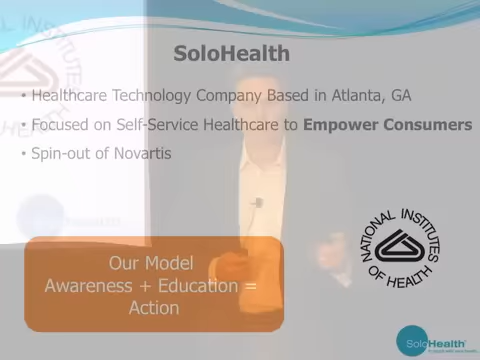 SoloHealth
• Healthcare Technology Company Based in Atlanta, GA
• Focused on Self-Service Healthcare to Empower Consumers
• Spin-out of Novartis
Our Model
Awareness + Education =
Action
NATIONAL INSTITUTES
OF HEALTH
SoloHealth